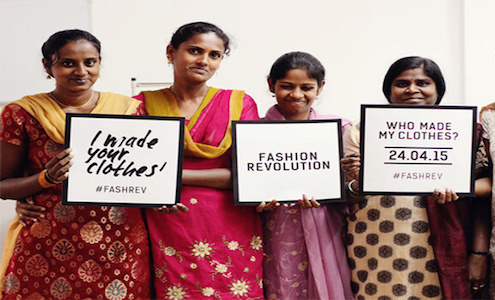 I made
your
clothes!
#FASHREV
FASHION
REVOLUTION
WHO MADE
MY CLOTHES?
24.04.15
#FASHREV